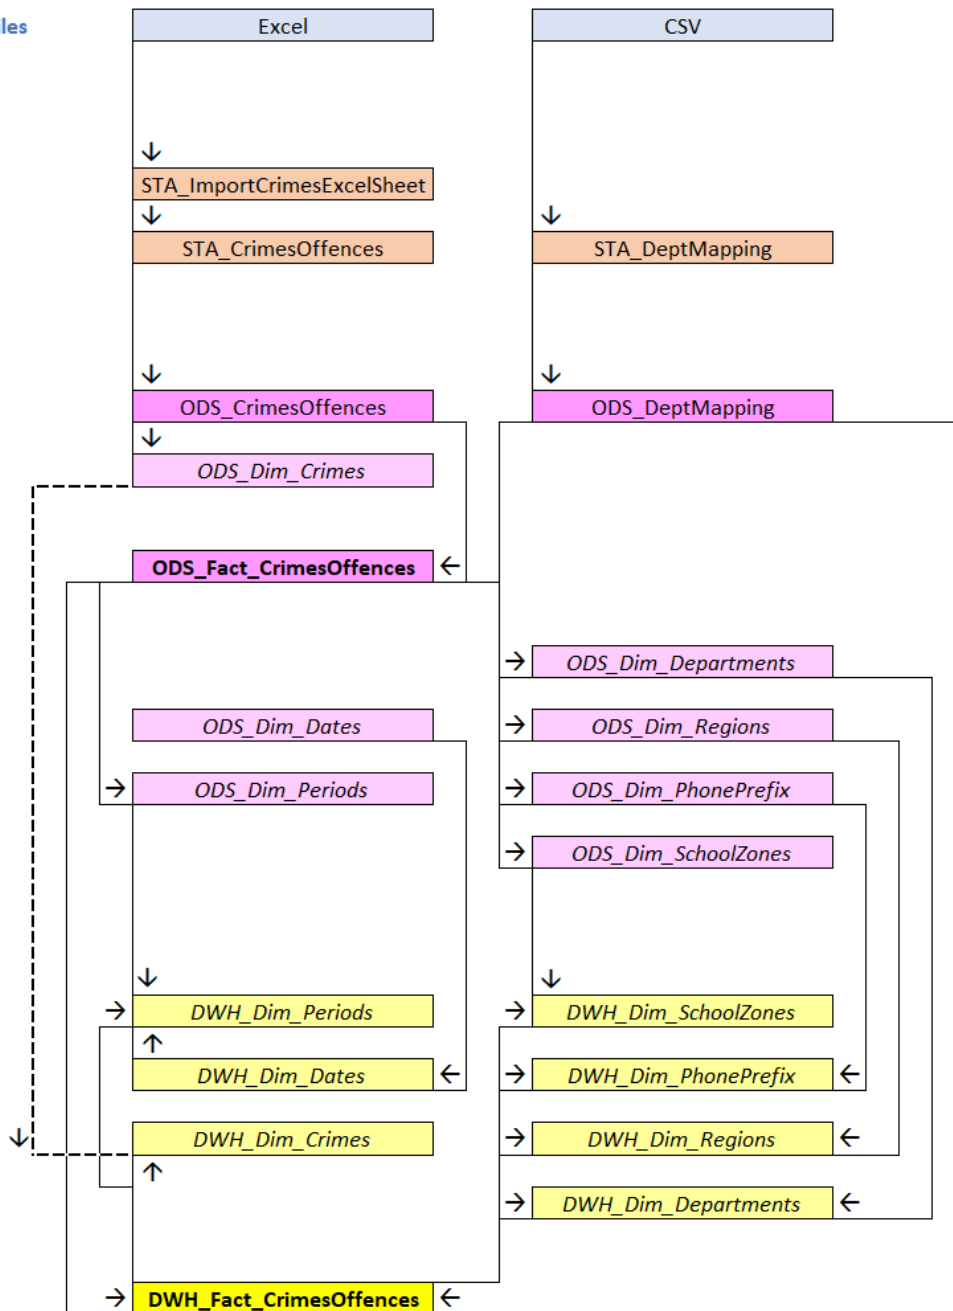 Excel
CSV
STA_ImportCrimesExcelSheet
STA_CrimesOffences
STA_DeptMapping
ODS_CrimesOffences
ODS_DeptMapping
ODS_Dim_Crimes
ODS_Fact_CrimesOffences
ODS_Dim_Departments
ODS_Dim_Dates
ODS_Dim_Regions
ODS_Dim_Periods
ODS_Dim_PhonePrefix
ODS_Dim_SchoolZones
DWH_Dim_Periods
DWH_Dim_SchoolZones
DWH_Dim_Dates
DWH_Dim_PhonePrefix
DWH_Dim_Crimes
DWH_Dim_Regions
DWH_Dim_Departments
DWH_Fact_CrimesOffences